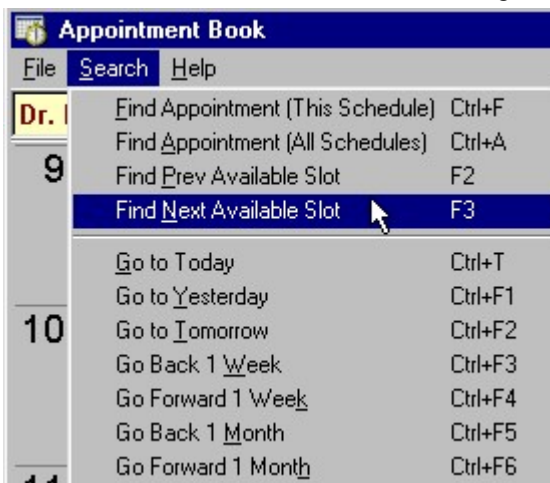 Appointment Book
File Search Help
Dr.
Find Appointment (This Schedule) Ctrl+F
Find Appointment (All Schedules) Ctrl+A
9
Find Prev Available Slot F2
Find Next Available Slot F3
Go to Today Ctrl+T
Go to Yesterday Ctrl+F1
10
Go to Tomorrow Ctrl+F2
Go Back 1 Week Ctrl+F3
Go Forward 1 Week Ctrl+F4
Go Back 1 Month Ctrl+F5
Go Forward 1 Month Ctrl+F6